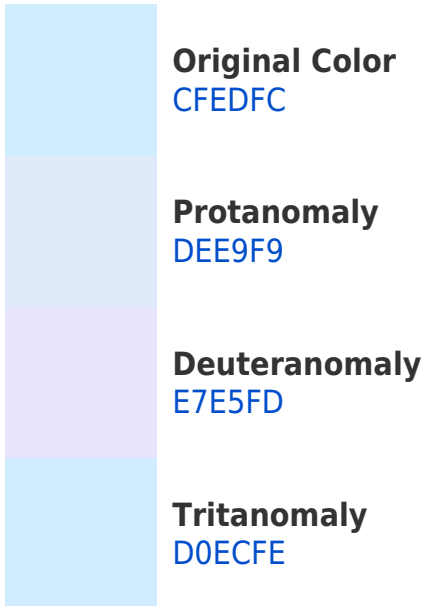 Original Color
CFEDFC
Protanomaly
DEE9F9
Deuteranomaly
E7E5FD
Tritanomaly
D0ECFE